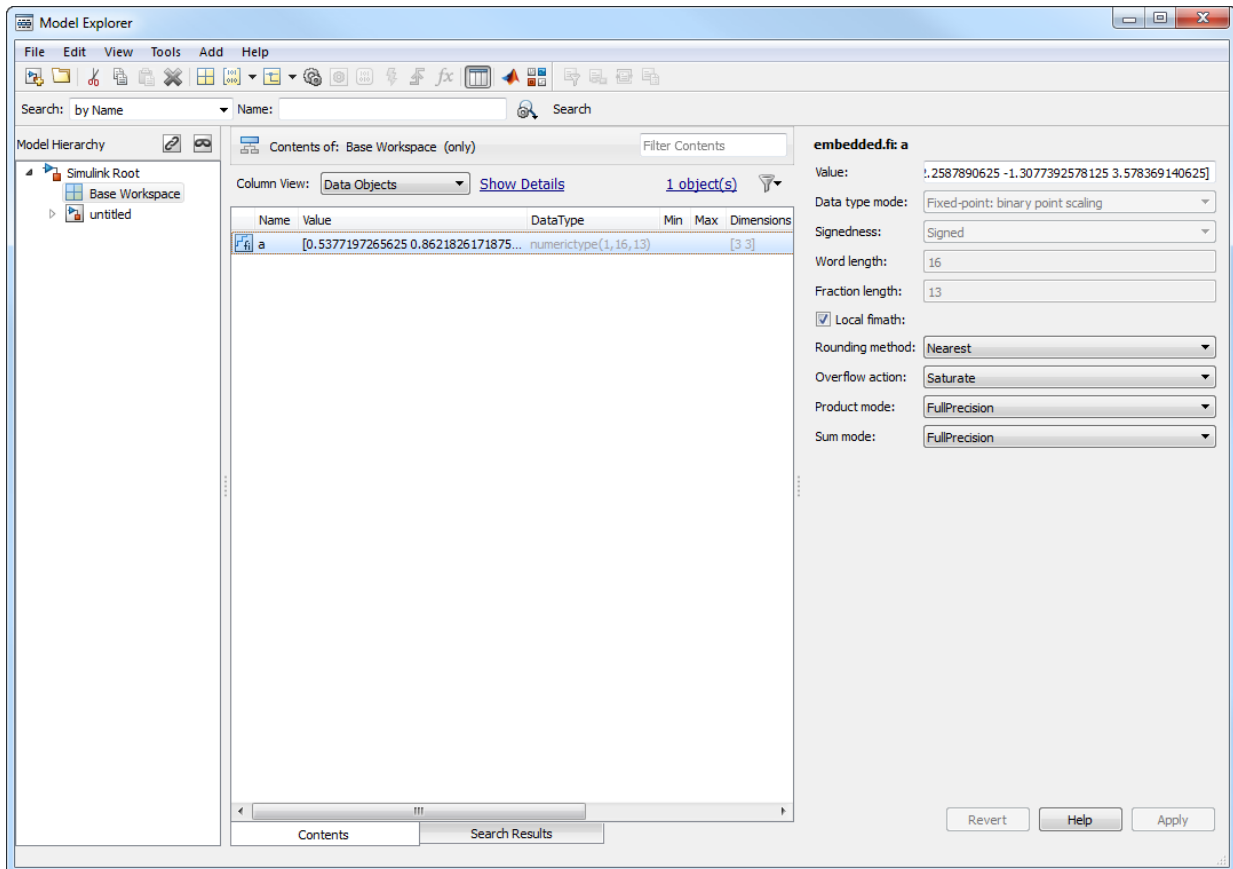 Model Explorer
File Edit View Tools Add Help
Search: by Name Name: Search
Model Hierarchy
Simulink Root
Base Workspace
untitled
Contents of: Base Workspace (only) Filter Contents
Column View: Data Objects Show Details 1 object(s)
Name Value DataType Min Max Dimensions
a [0.5377197265625 0.8621826171875... numerictype(1,16,13) [3 3]
Contents Search Results
embedded.fi: a
Value: .2587890625 -1.3077392578125 3.578369140625]
Data type mode: Fixed-point: binary point scaling
Signedness: Signed
Word length: 16
Fraction length: 13
Local fimath:
Rounding method: Nearest
Overflow action: Saturate
Product mode: FullPrecision
Sum mode: FullPrecision
Revert Help Apply